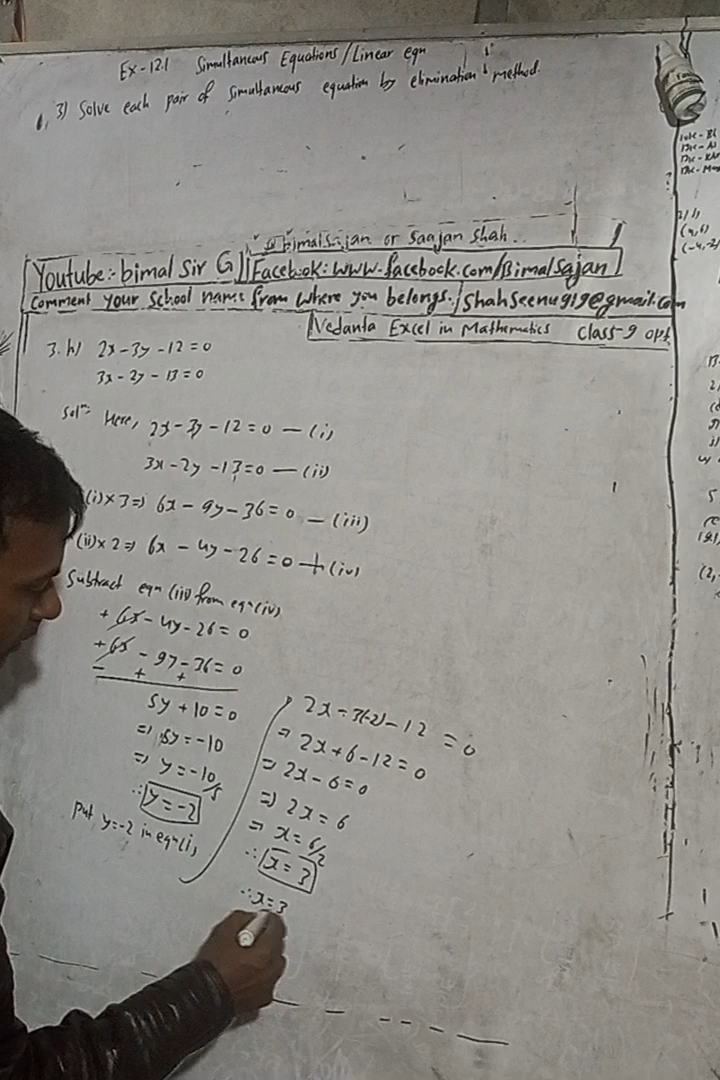 Ex-12.1 Simultaneous Equations/Linear eqn
3) Solve each pair of simultaneous equation by elimination method.
bimalsajan or Saajan Shah.
Youtube:- bimal Sir G
Facebook: www.facebook.com/Bimalsajan
Comment your School name from where you belongs.
shahseenu919@gmail.com
Vedanta Excel in Mathematics Class-9 opt
3. h) 2x-3y-12=0
3x-2y-13=0
Solⁿ: Here, 2x-3y-12=0 — (i)
3x-2y-13=0 — (ii)
(i)×3⇒ 6x-9y-36=0 — (iii)
(ii)×2⇒ 6x-4y-26=0 — (iv)
Subtract eqn (iii) from eqn (iv)
+ 6x-4y-26=0
+ 6x-9y-36=0
- + +
5y+10=0
⇒ 5y=-10
⇒ y=-10/5
∴ y=-2
put y=-2 in eqn (i)
2x-3(-2)-12=0
⇒ 2x+6-12=0
⇒ 2x-6=0
⇒ 2x=6
⇒ x=6/2
∴ x=3
∴ x=3